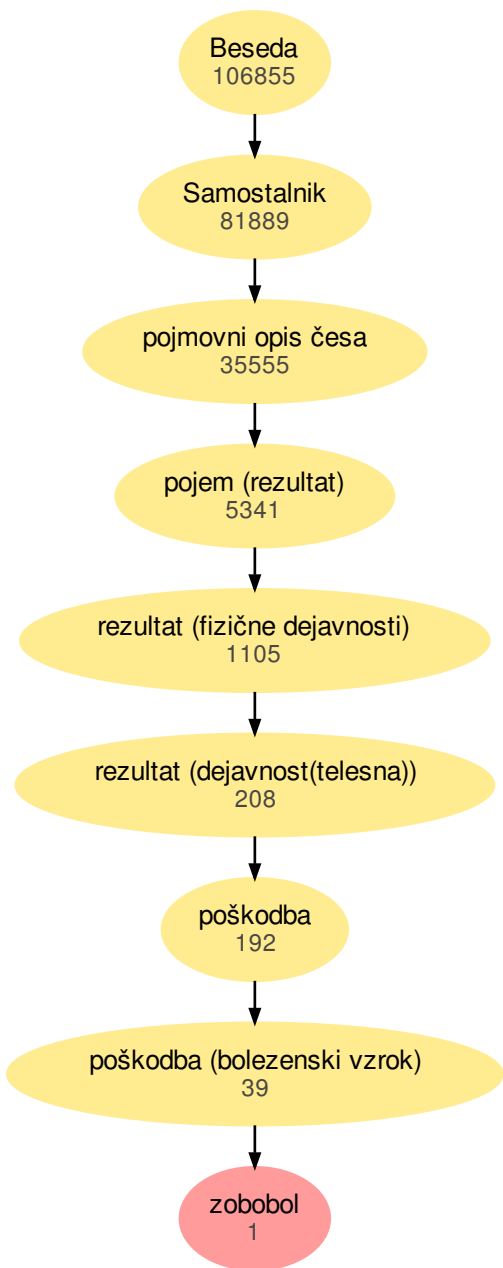 Beseda
106855
Samostalnik
81889
pojmovni opis česa
35555
pojem (rezultat)
5341
rezultat (fizične dejavnosti)
1105
rezultat (dejavnost(telesna))
208
poškodba
192
poškodba (bolezenski vzrok)
39
zobobol
1